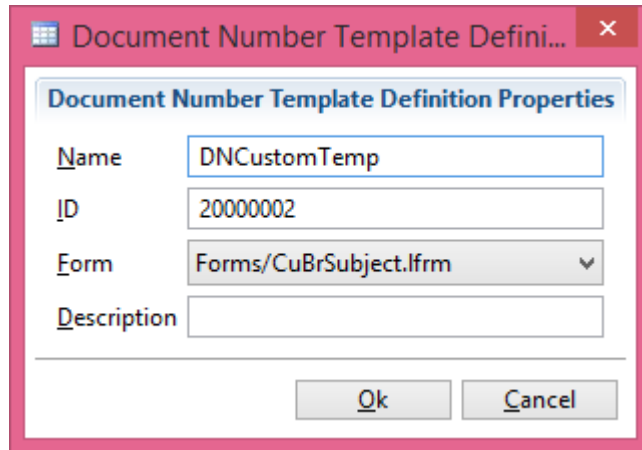 Document Number Template Defini...
Document Number Template Definition Properties
Name DNCustomTemp
ID 20000002
Form Forms/CuBrSubject.lfrm
Description
Ok Cancel